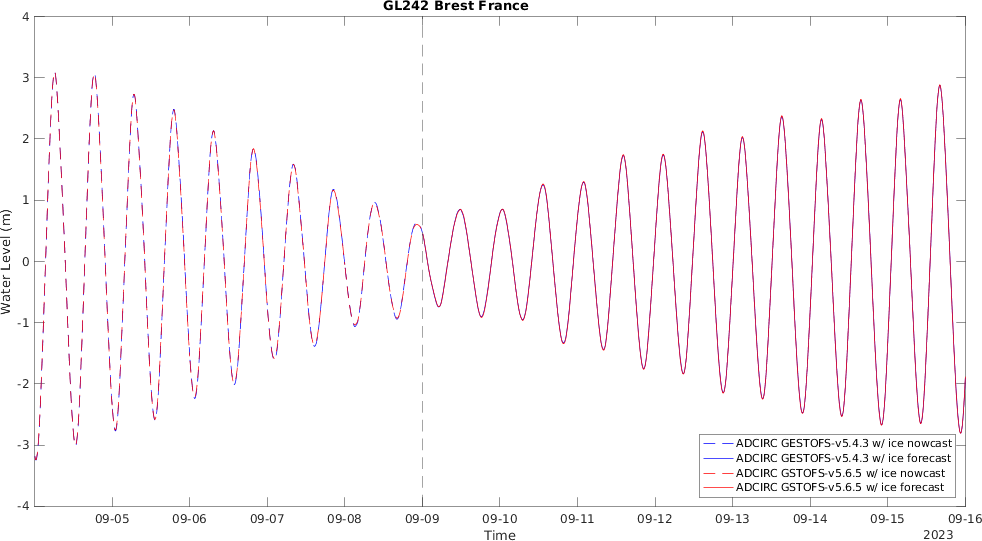 GL242 Brest France
4
3
2
1
0
-1
-2
-3
-4
Water Level (m)
09-05 09-06 09-07 09-08 09-09 09-10 09-11 09-12 09-13 09-14 09-15 09-16
Time
2023
ADCIRC GESTOFS-v5.4.3 w/ ice nowcast
ADCIRC GESTOFS-v5.4.3 w/ ice forecast
ADCIRC GSTOFS-v5.6.5 w/ ice nowcast
ADCIRC GSTOFS-v5.6.5 w/ ice forecast